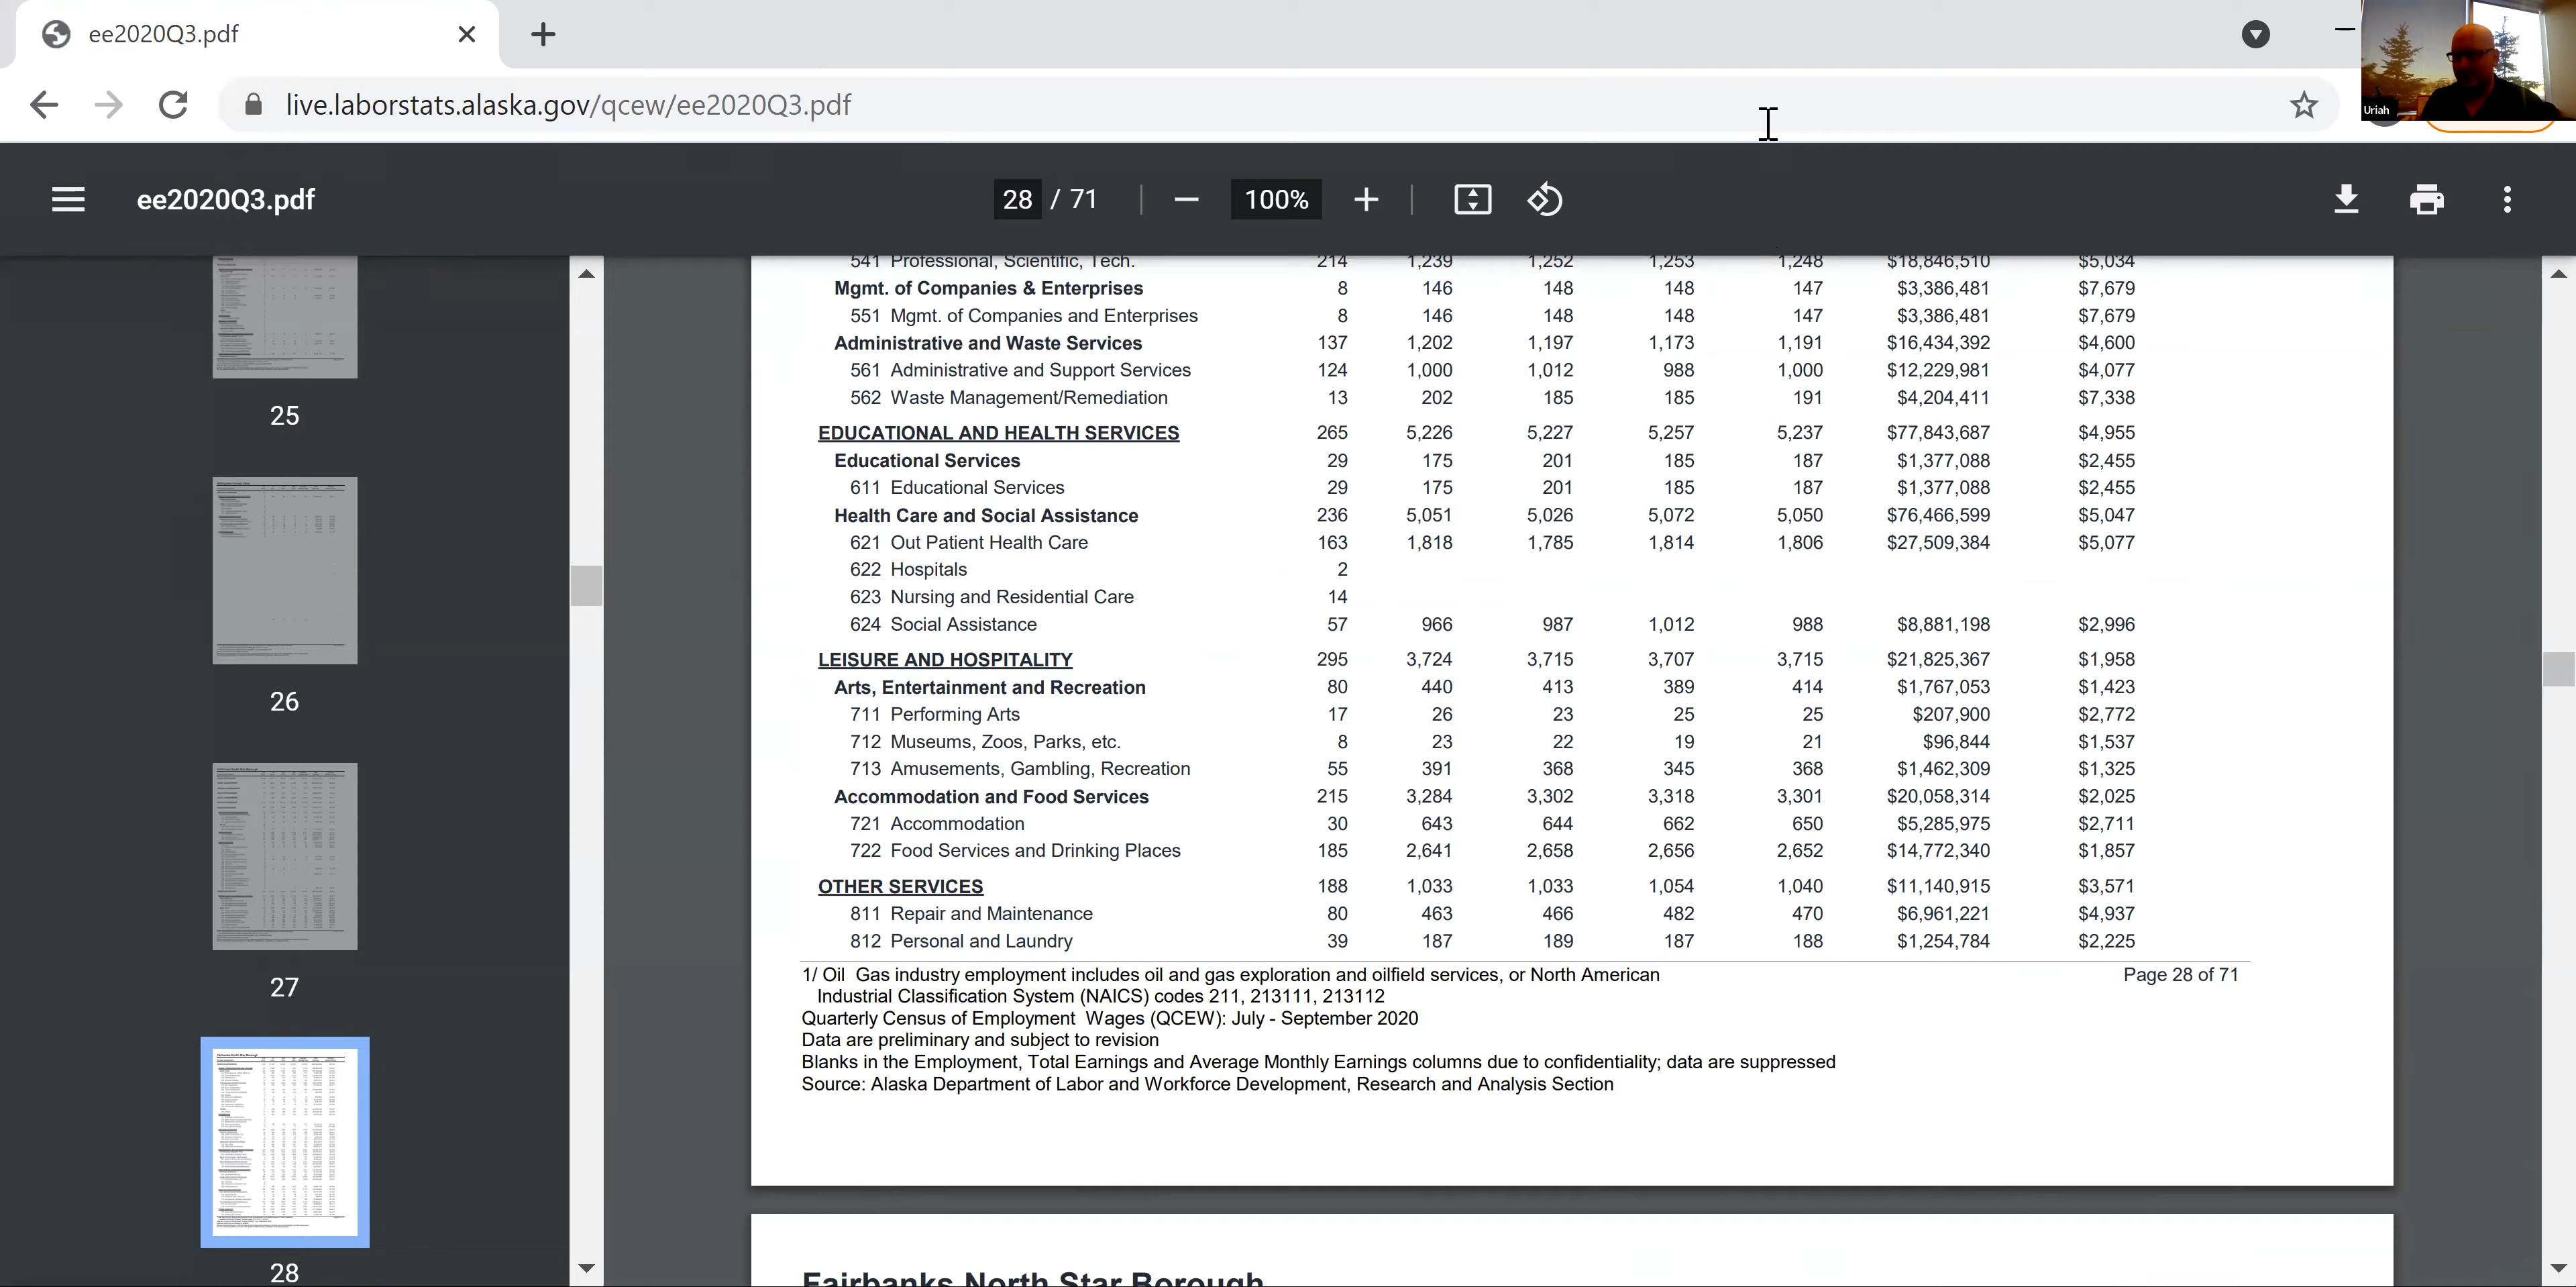 ee2020Q3.pdf
live.laborstats.alaska.gov/qcew/ee2020Q3.pdf
Uriah
ee2020Q3.pdf
28 / 71
100%
25
26
27
28
541 Professional, Scientific, Tech. 214 1,239 1,252 1,253 1,248 $18,846,510 $5,034
Mgmt. of Companies & Enterprises 8 146 148 148 147 $3,386,481 $7,679
551 Mgmt. of Companies and Enterprises 8 146 148 148 147 $3,386,481 $7,679
Administrative and Waste Services 137 1,202 1,197 1,173 1,191 $16,434,392 $4,600
561 Administrative and Support Services 124 1,000 1,012 988 1,000 $12,229,981 $4,077
562 Waste Management/Remediation 13 202 185 185 191 $4,204,411 $7,338
EDUCATIONAL AND HEALTH SERVICES 265 5,226 5,227 5,257 5,237 $77,843,687 $4,955
Educational Services 29 175 201 185 187 $1,377,088 $2,455
611 Educational Services 29 175 201 185 187 $1,377,088 $2,455
Health Care and Social Assistance 236 5,051 5,026 5,072 5,050 $76,466,599 $5,047
621 Out Patient Health Care 163 1,818 1,785 1,814 1,806 $27,509,384 $5,077
622 Hospitals 2
623 Nursing and Residential Care 14
624 Social Assistance 57 966 987 1,012 988 $8,881,198 $2,996
LEISURE AND HOSPITALITY 295 3,724 3,715 3,707 3,715 $21,825,367 $1,958
Arts, Entertainment and Recreation 80 440 413 389 414 $1,767,053 $1,423
711 Performing Arts 17 26 23 25 25 $207,900 $2,772
712 Museums, Zoos, Parks, etc. 8 23 22 19 21 $96,844 $1,537
713 Amusements, Gambling, Recreation 55 391 368 345 368 $1,462,309 $1,325
Accommodation and Food Services 215 3,284 3,302 3,318 3,301 $20,058,314 $2,025
721 Accommodation 30 643 644 662 650 $5,285,975 $2,711
722 Food Services and Drinking Places 185 2,641 2,658 2,656 2,652 $14,772,340 $1,857
OTHER SERVICES 188 1,033 1,033 1,054 1,040 $11,140,915 $3,571
811 Repair and Maintenance 80 463 466 482 470 $6,961,221 $4,937
812 Personal and Laundry 39 187 189 187 188 $1,254,784 $2,225
1/ Oil Gas industry employment includes oil and gas exploration and oilfield services, or North American Page 28 of 71
Industrial Classification System (NAICS) codes 211, 213111, 213112
Quarterly Census of Employment Wages (QCEW): July - September 2020
Data are preliminary and subject to revision
Blanks in the Employment, Total Earnings and Average Monthly Earnings columns due to confidentiality; data are suppressed
Source: Alaska Department of Labor and Workforce Development, Research and Analysis Section
Fairbanks North Star Borough